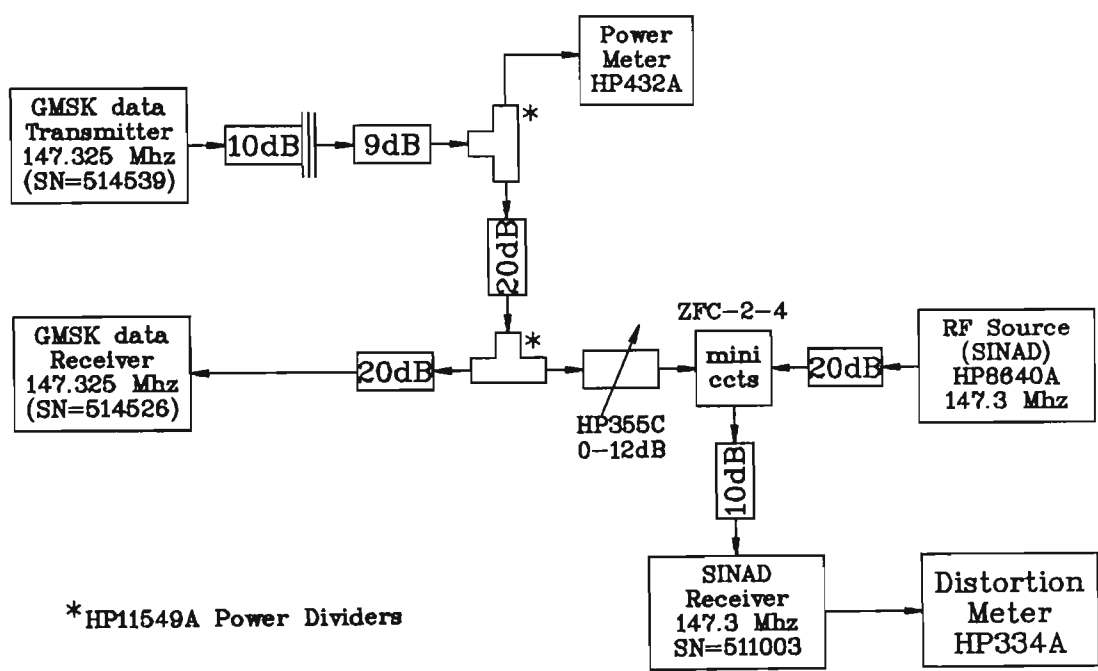 GMSK data
Transmitter
147.325 Mhz
(SN=514539)
10dB
9dB
*
Power
Meter
HP432A
20dB
GMSK data
Receiver
147.325 Mhz
(SN=514526)
20dB
*
HP355C
0-12dB
ZFC-2-4
mini
ccts
20dB
RF Source
(SINAD)
HP8640A
147.3 Mhz
10dB
SINAD
Receiver
147.3 Mhz
SN=511003
Distortion
Meter
HP334A
*HP11549A Power Dividers